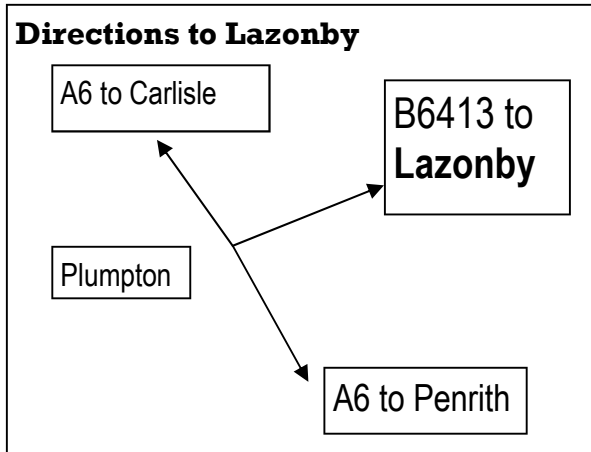 Directions to Lazonby
A6 to Carlisle
B6413 to
Lazonby
Plumpton
A6 to Penrith